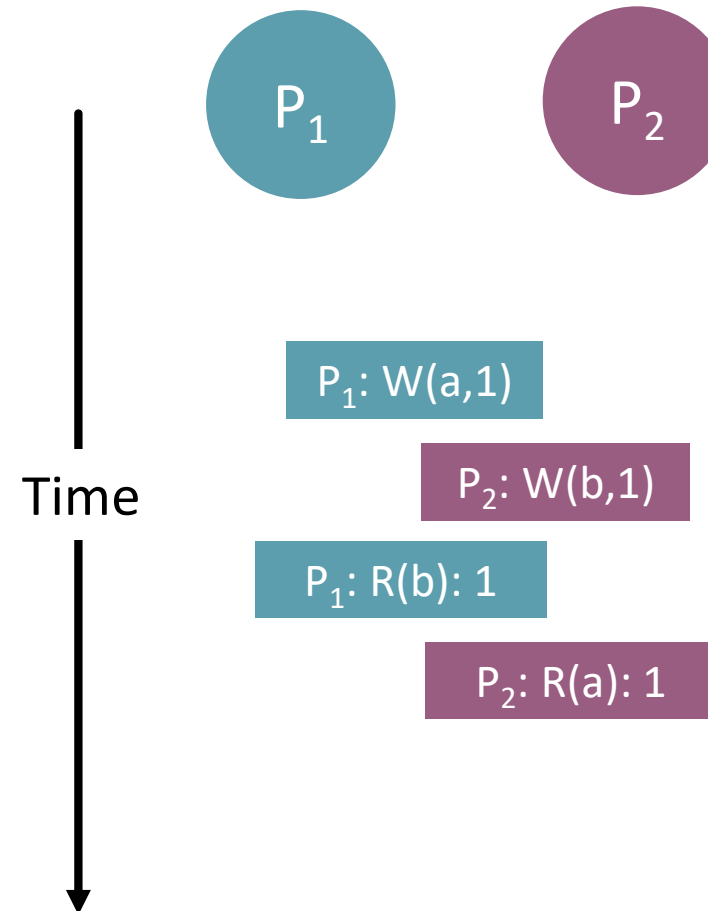 P₁
P₂
P₁: W(a,1)
P₂: W(b,1)
Time
P₁: R(b): 1
P₂: R(a): 1